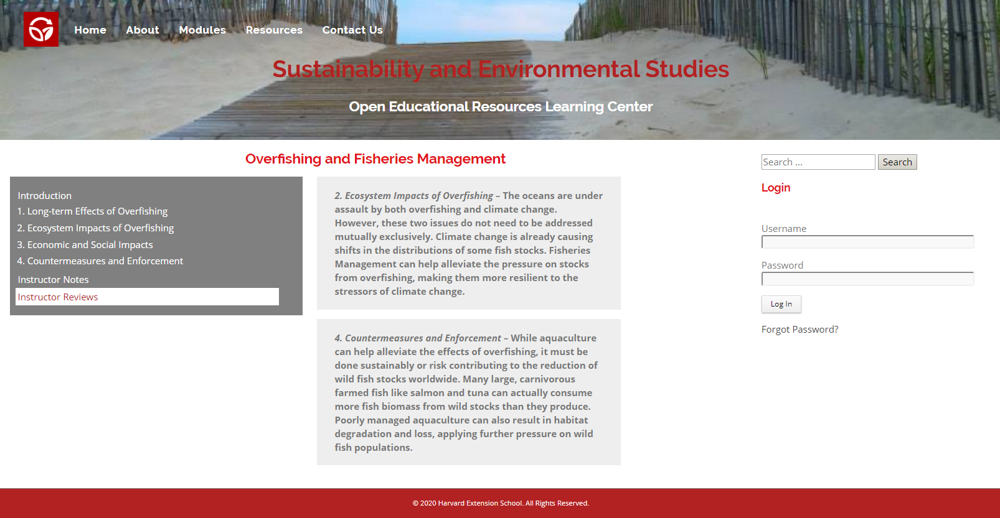 Home About Modules Resources Contact Us
Sustainability and Environmental Studies
Open Educational Resources Learning Center
Overfishing and Fisheries Management
Introduction
1. Long-term Effects of Overfishing
2. Ecosystem Impacts of Overfishing
3. Economic and Social Impacts
4. Countermeasures and Enforcement
Instructor Notes
Instructor Reviews
2. Ecosystem Impacts of Overfishing – The oceans are under
assault by both overfishing and climate change.
However, these two issues do not need to be addressed
mutually exclusively. Climate change is already causing
shifts in the distributions of some fish stocks. Fisheries
Management can help alleviate the pressure on stocks
from overfishing, making them more resilient to the
stressors of climate change.
4. Countermeasures and Enforcement – While aquaculture
can help alleviate the effects of overfishing, it must be
done sustainably or risk contributing to the reduction of
wild fish stocks worldwide. Many large, carnivorous
farmed fish like salmon and tuna can actually consume
more fish biomass from wild stocks than they produce.
Poorly managed aquaculture can also result in habitat
degradation and loss, applying further pressure on wild
fish populations.
Search ... Search
Login
Username
Password
Log In
Forgot Password?
© 2020 Harvard Extension School. All Rights Reserved.